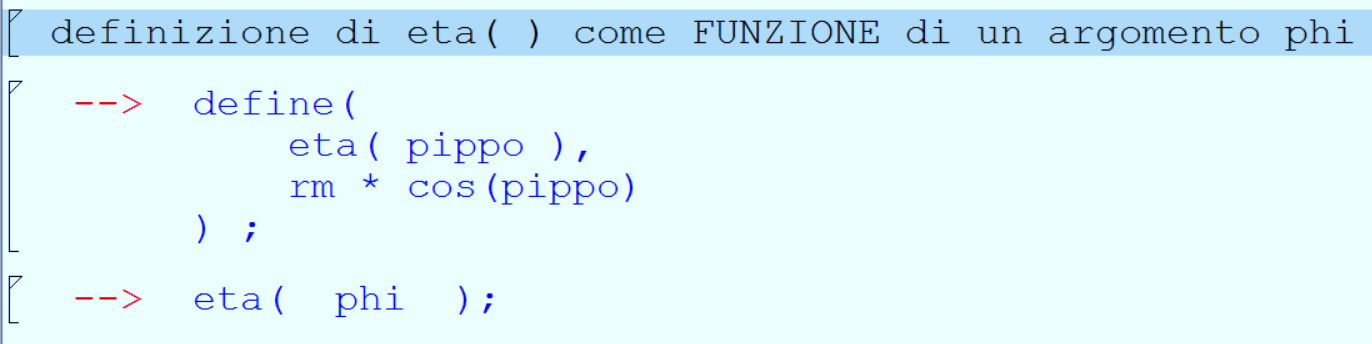 definizione di eta( ) come FUNZIONE di un argomento phi
--> define(
eta( pippo ),
rm * cos(pippo)
) ;
--> eta( phi );